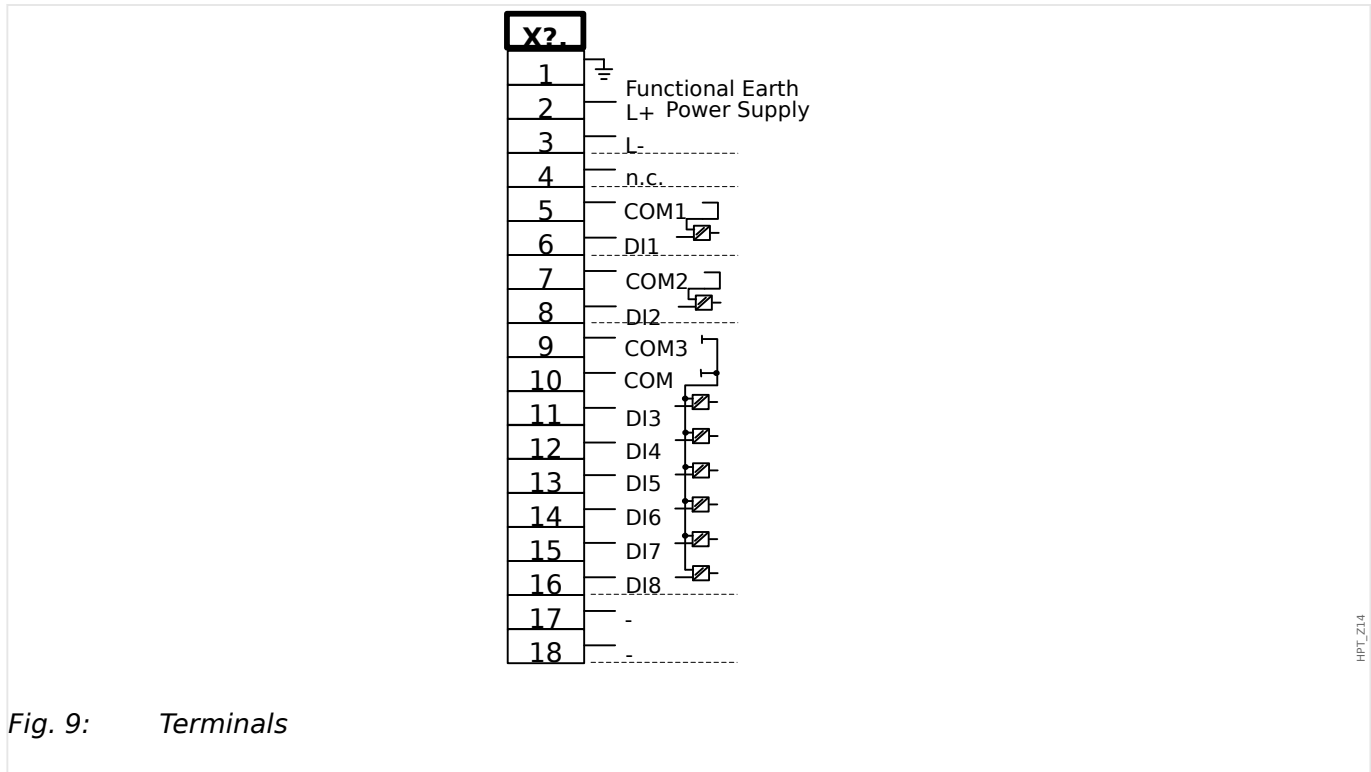 X?.
1
Functional Earth
2 L+ Power Supply
3 L-
4 n.c.
5 COM1
6 DI1
7 COM2
8 DI2
9 COM3
10 COM
11 DI3
12 DI4
13 DI5
14 DI6
15 DI7
16 DI8
17 -
18 -
HPT_Z14
Fig. 9: Terminals